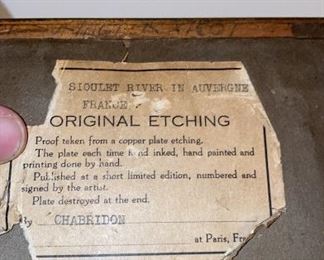 SIOULET RIVER IN AUVERGNE
FRANCE.
ORIGINAL ETCHING
Proof taken from a copper plate etching.
The plate each time hand inked, hand painted and
printing done by hand.
Published at a short limited edition, numbered and
signed by the artist.
Plate destroyed at the end.
By CHABRIDON
at Paris, Fra